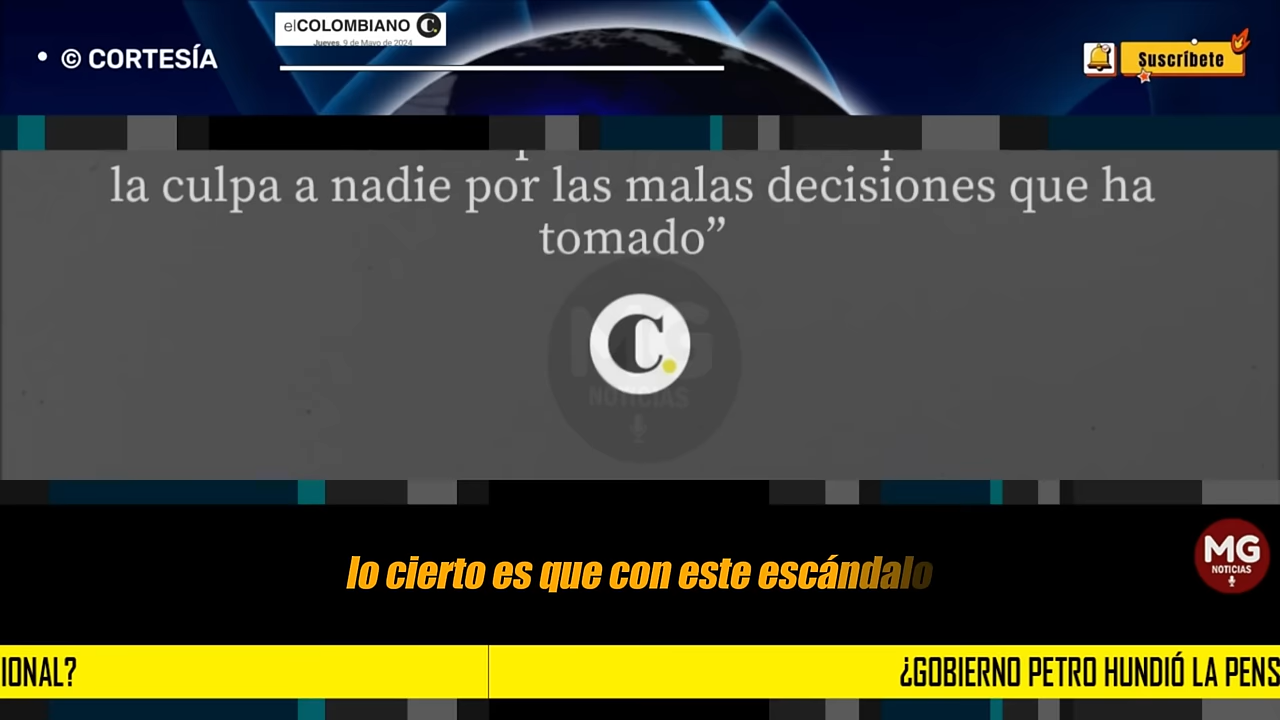 elCOLOMBIANO C.
Jueves, 9 de Mayo de 2024
• © CORTESÍA
Suscríbete
la culpa a nadie por las malas decisiones que ha
tomado”
C.
MG
NOTICIAS
lo cierto es que con este escándalo
MG
NOTICIAS
IONAL?
¿GOBIERNO PETRO HUNDIÓ LA PENS